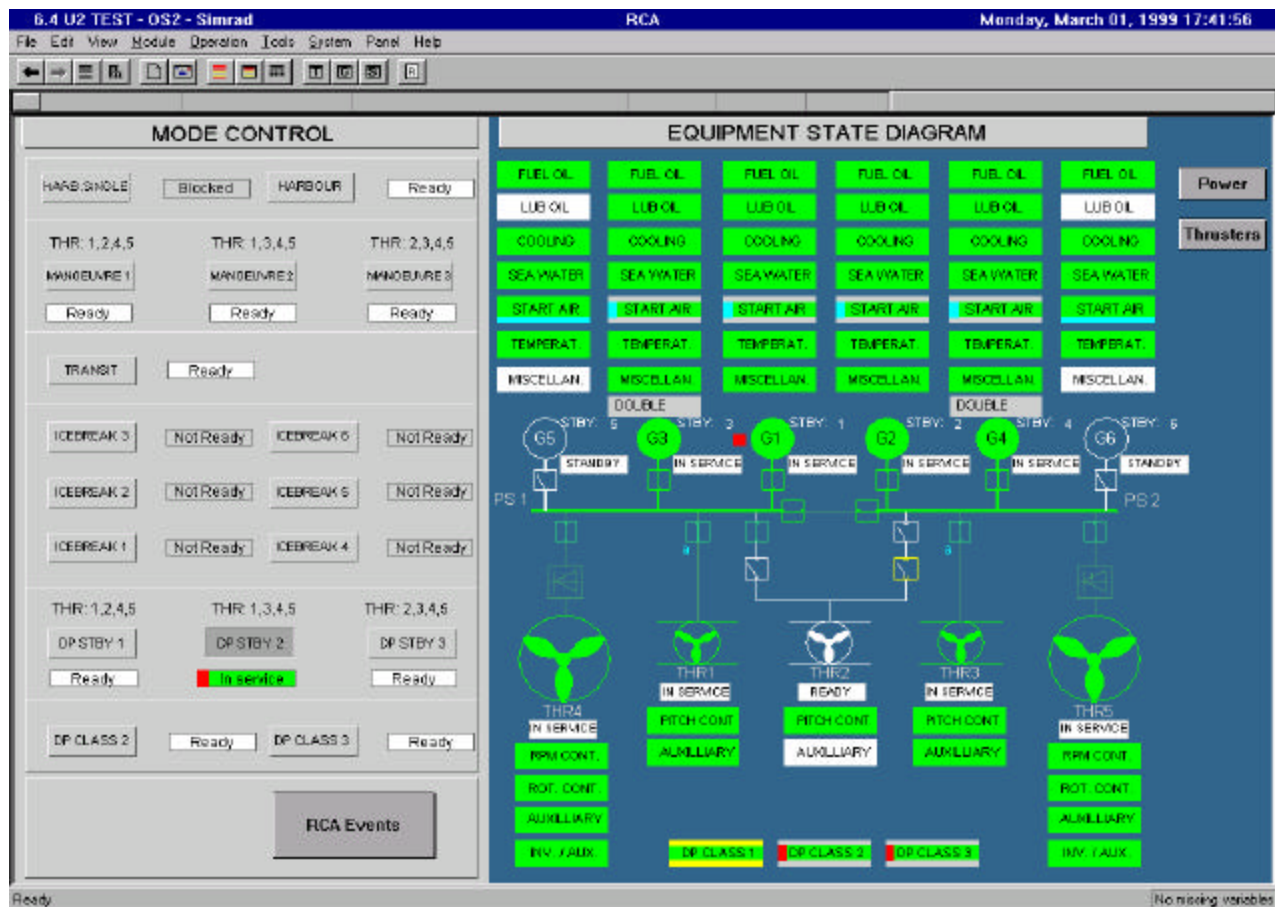 6.4 U2 TEST - OS2 - Simrad RCA Monday, March 01, 1999 17:41:56
File Edit View Module Operation Tools System Panel Help
MODE CONTROL
HARB.SINGLE Blocked HARBOUR Ready
THR: 1,2,4,5 THR: 1,3,4,5 THR: 2,3,4,5
MANOEUVRE 1 MANOEUVRE 2 MANOEUVRE 3
Ready Ready Ready
TRANSIT Ready
ICEBREAK 3 Not Ready ICEBREAK 6 Not Ready
ICEBREAK 2 Not Ready ICEBREAK 5 Not Ready
ICEBREAK 1 Not Ready ICEBREAK 4 Not Ready
THR: 1,2,4,5 THR: 1,3,4,5 THR: 2,3,4,5
DP STBY 1 DP STBY 2 DP STBY 3
Ready In service Ready
DP CLASS 2 Ready DP CLASS 3 Ready
RCA Events
EQUIPMENT STATE DIAGRAM
FUEL OIL FUEL OIL FUEL OIL FUEL OIL FUEL OIL FUEL OIL
Power
LUB OIL LUB OIL LUB OIL LUB OIL LUB OIL LUB OIL
COOLING COOLING COOLING COOLING COOLING COOLING
Thrusters
SEA WATER SEA WATER SEA WATER SEA WATER SEA WATER SEA WATER
START AIR START AIR START AIR START AIR START AIR START AIR
TEMPERAT. TEMPERAT. TEMPERAT. TEMPERAT. TEMPERAT. TEMPERAT.
MISCELLAN. MISCELLAN. MISCELLAN. MISCELLAN. MISCELLAN. MISCELLAN.
DOUBLE DOUBLE
STBY: 5 STBY: 3 STBY: 1 STBY: 2 STBY: 4 STBY: 6
G5 G3 G1 G2 G4 G6
STANDBY IN SERVICE IN SERVICE IN SERVICE IN SERVICE STANDBY
PS 1 PS 2
THR1 THR2 THR3
IN SERVICE READY IN SERVICE
THR4 THR5
IN SERVICE IN SERVICE
PITCH CONT PITCH CONT PITCH CONT
RPM CONT. AUXILLIARY AUXILLIARY AUXILLIARY RPM CONT.
ROT. CONT. ROT. CONT
AUXILLIARY AUXILLIARY
INV. / AUX. DP CLASS 1 DP CLASS 2 DP CLASS 3 INV. / AUX.
Ready No missing variables